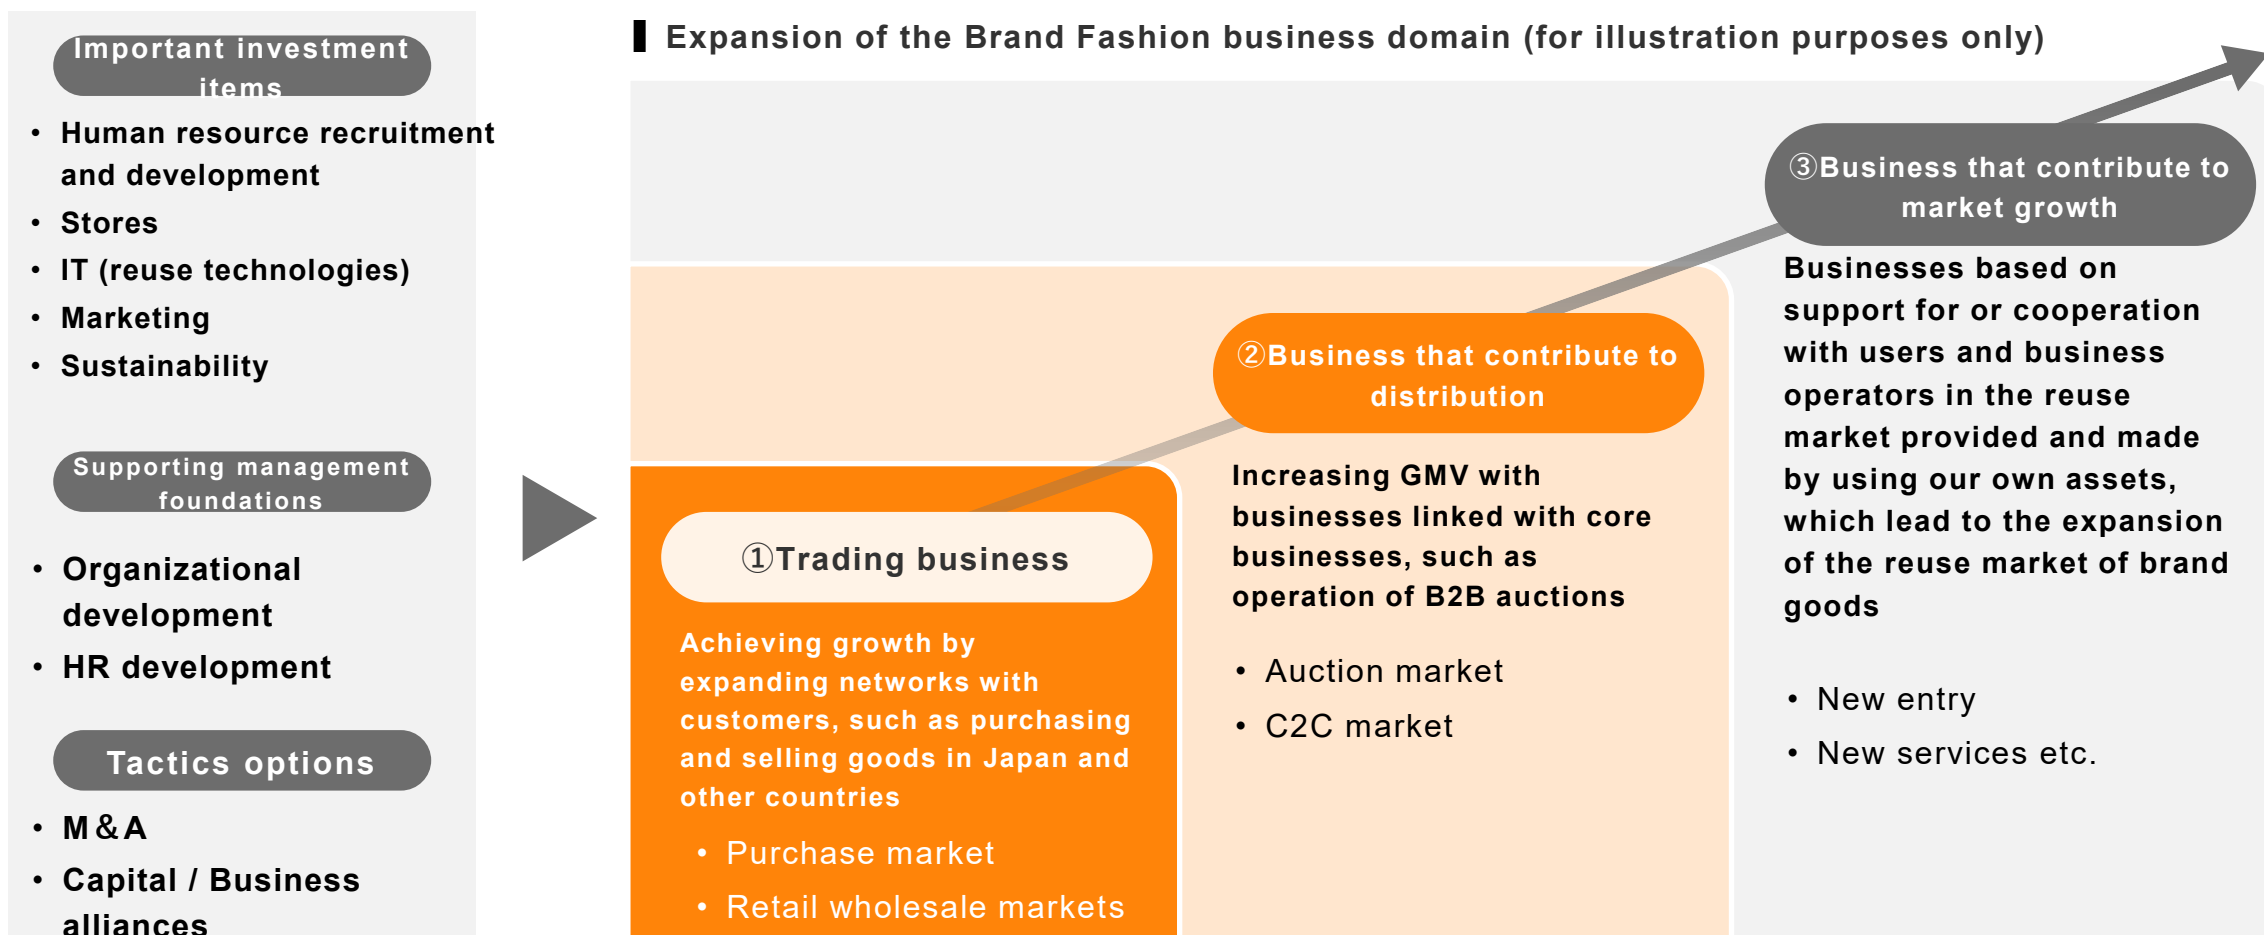 Important investment
items
・ Human resource recruitment
and development
・ Stores
・ IT (reuse technologies)
・ Marketing
・ Sustainability
Supporting management
foundations
・ Organizational
development
・ HR development
Tactics options
・ M＆A
・ Capital / Business
alliances
Expansion of the Brand Fashion business domain (for illustration purposes only)
①Trading business
Achieving growth by
expanding networks with
customers, such as purchasing
and selling goods in Japan and
other countries
・ Purchase market
・ Retail wholesale markets
②Business that contribute to
distribution
Increasing GMV with
businesses linked with core
businesses, such as
operation of B2B auctions
・ Auction market
・ C2C market
③Business that contribute to
market growth
Businesses based on
support for or cooperation
with users and business
operators in the reuse
market provided and made
by using our own assets,
which lead to the expansion
of the reuse market of brand
goods
・ New entry
・ New services etc.